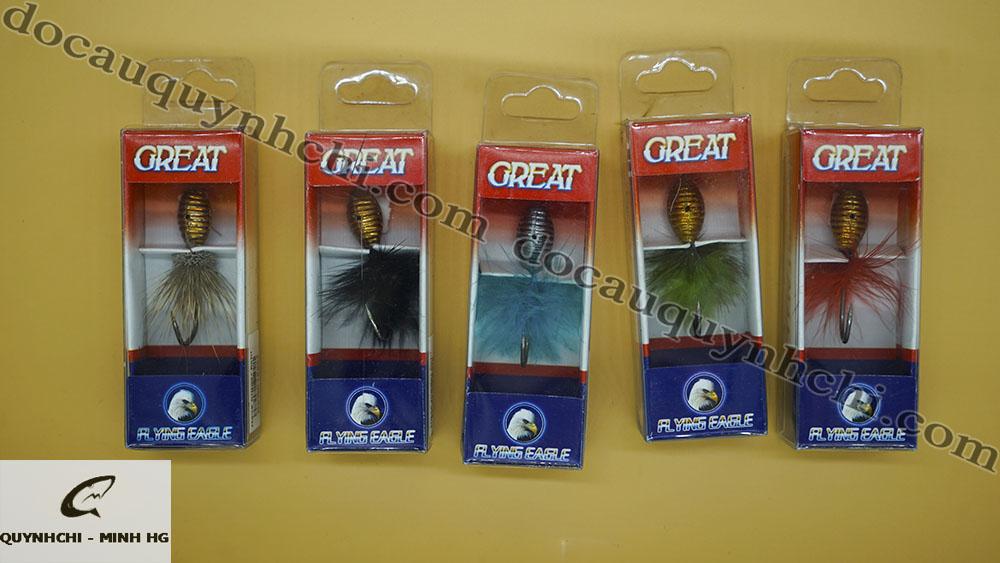 docauquynhchi.com
docauquynhchi.com
GREAT
GREAT
GREAT
GREAT
GREAT
FLYING EAGLE
FLYING EAGLE
FLYING EAGLE
FLYING EAGLE
FLYING EAGLE
QUYNHCHI - MINH HG